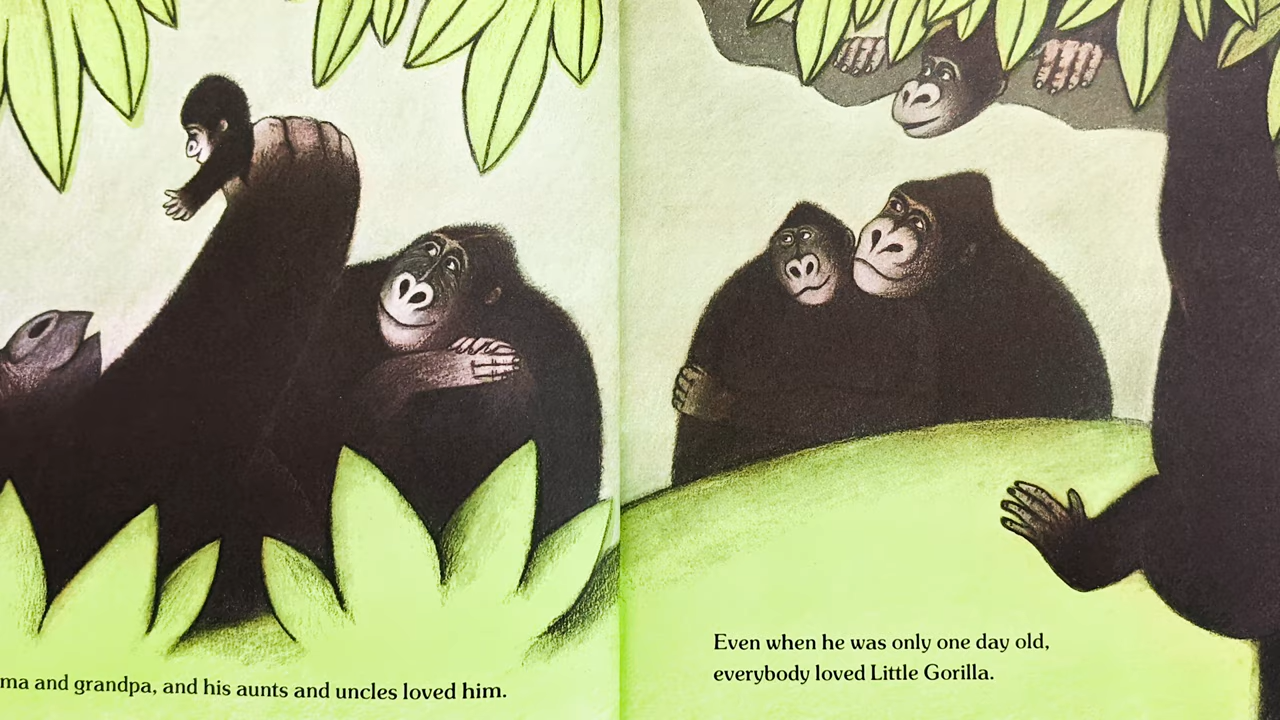 ma and grandpa, and his aunts and uncles loved him.
Even when he was only one day old,
everybody loved Little Gorilla.